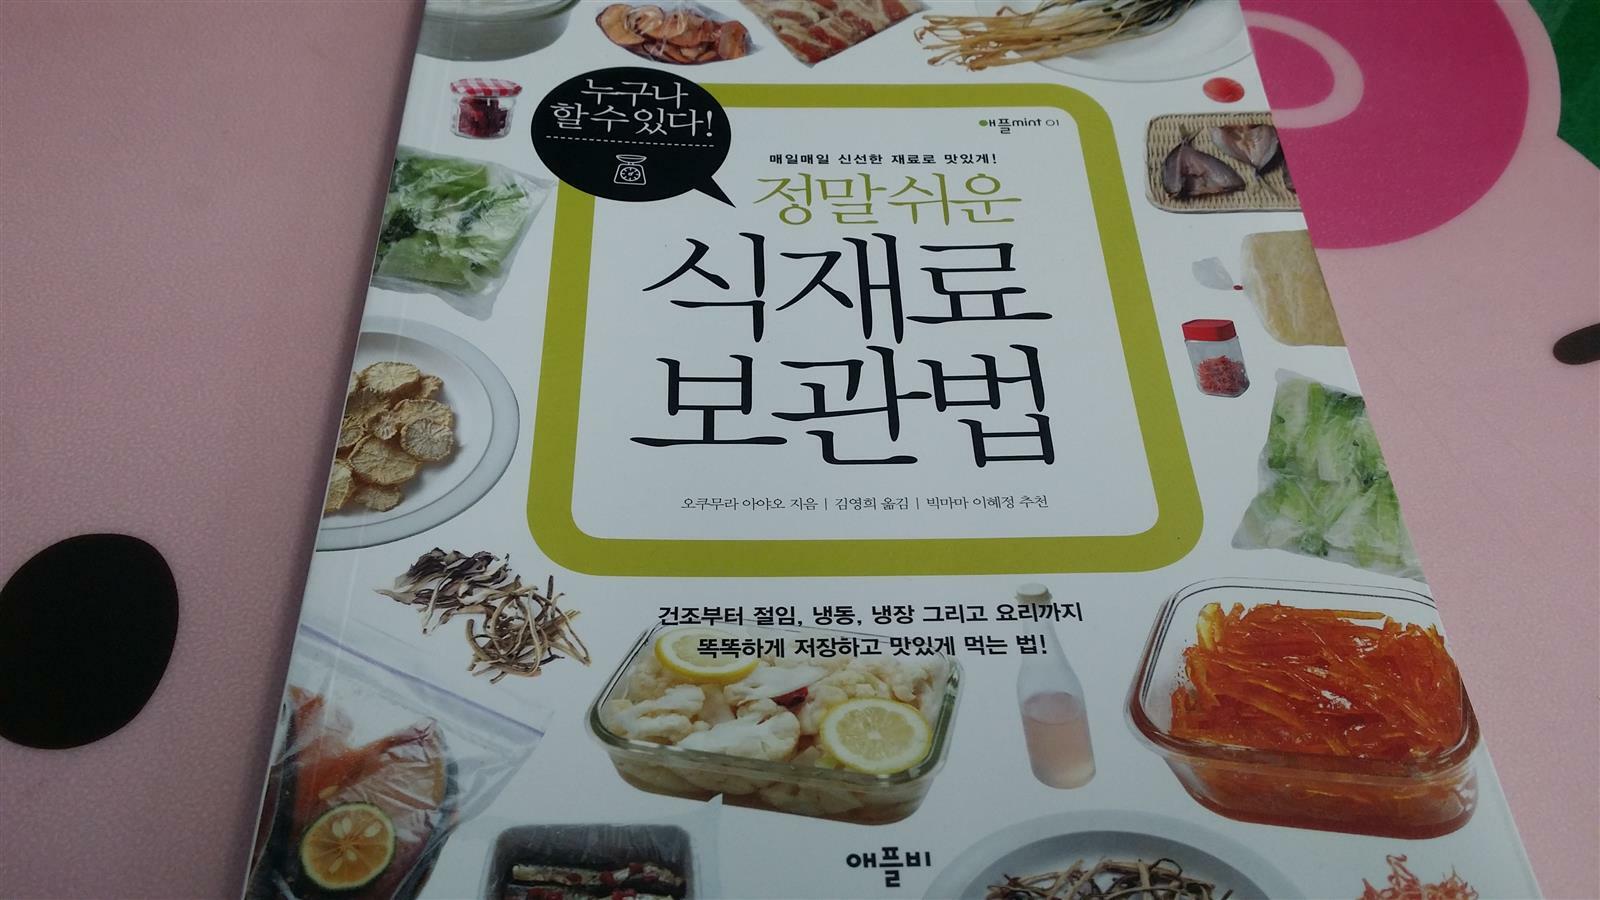 누구나
할 수 있다!
애플mint 01
매일매일 신선한 재료로 맛있게!
정말 쉬운
식재료
보관법
오쿠무라 아야오 지음 | 김영희 옮김 | 빅마마 이혜정 추천
건조부터 절임, 냉동, 냉장 그리고 요리까지
똑똑하게 저장하고 맛있게 먹는 법!
애플비